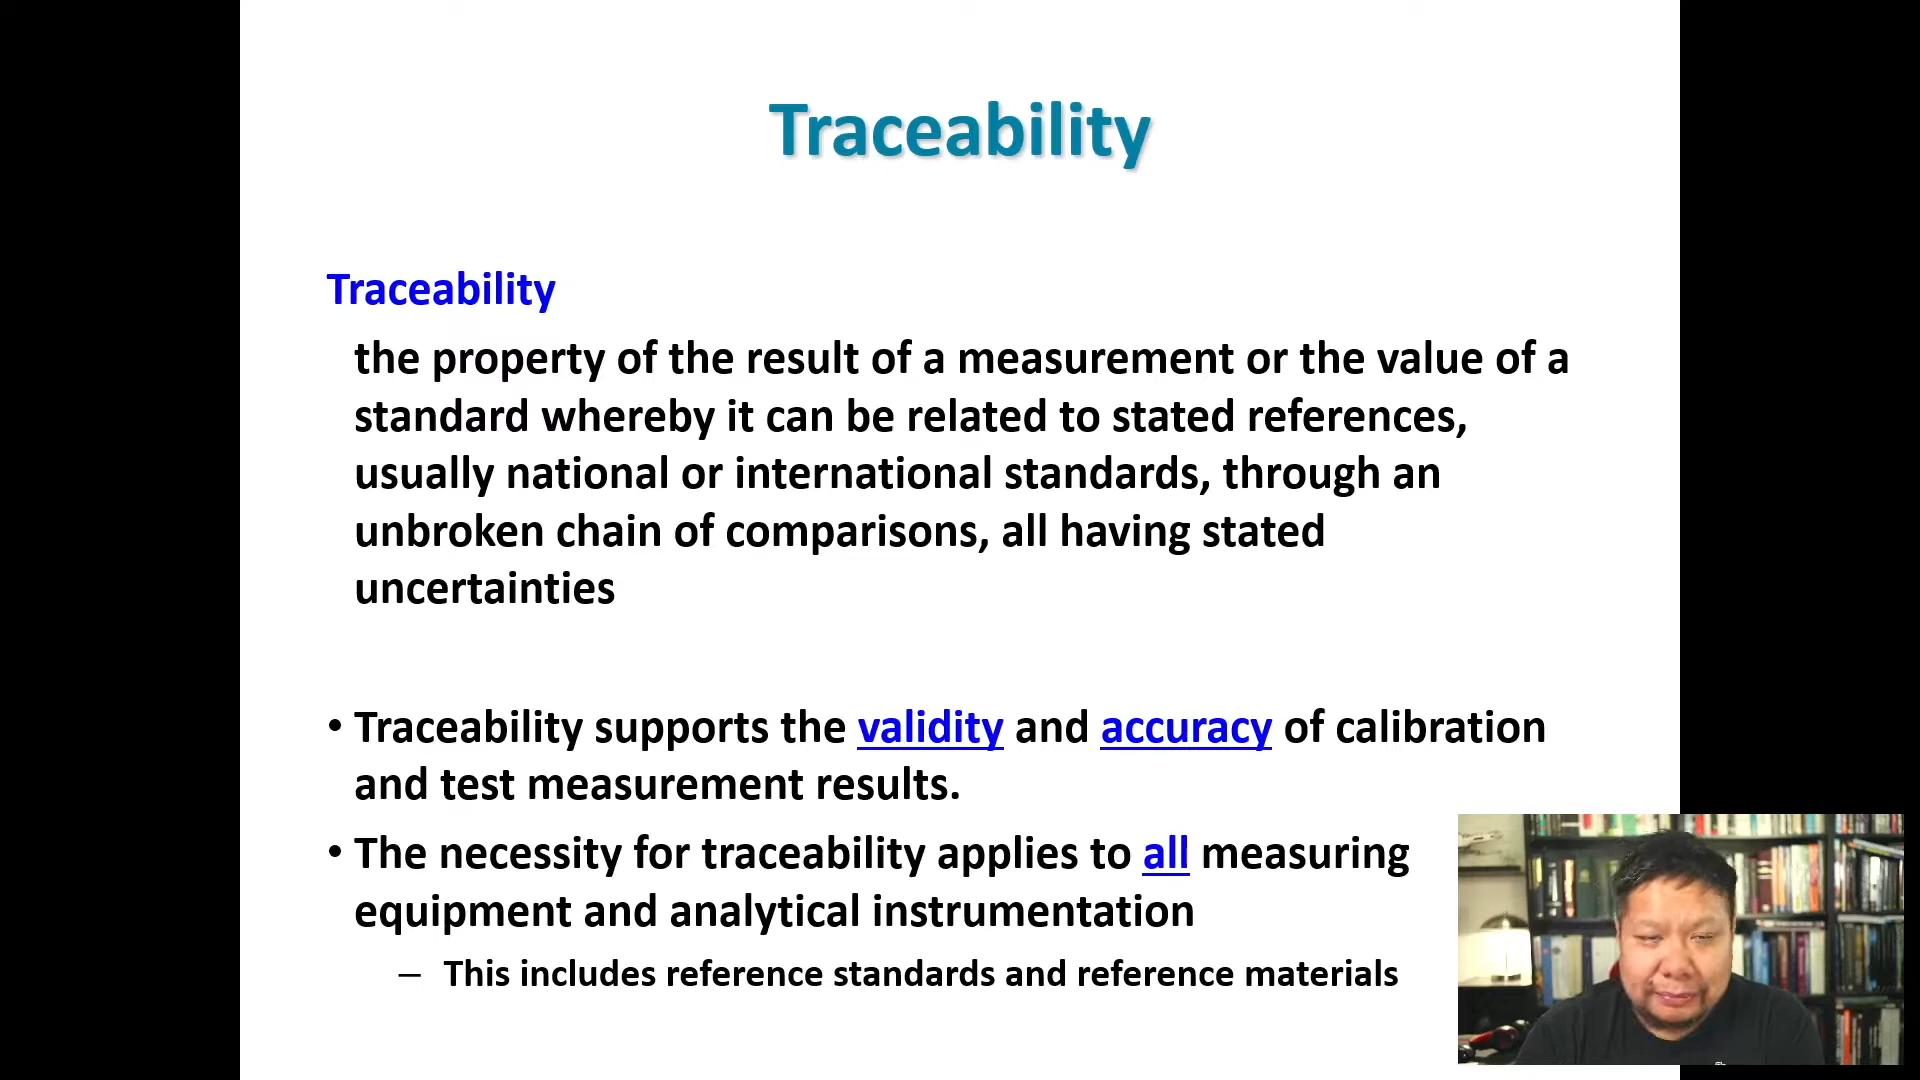 Traceability
Traceability
the property of the result of a measurement or the value of a
standard whereby it can be related to stated references,
usually national or international standards, through an
unbroken chain of comparisons, all having stated
uncertainties
• Traceability supports the validity and accuracy of calibration
and test measurement results.
• The necessity for traceability applies to all measuring
equipment and analytical instrumentation
– This includes reference standards and reference materials